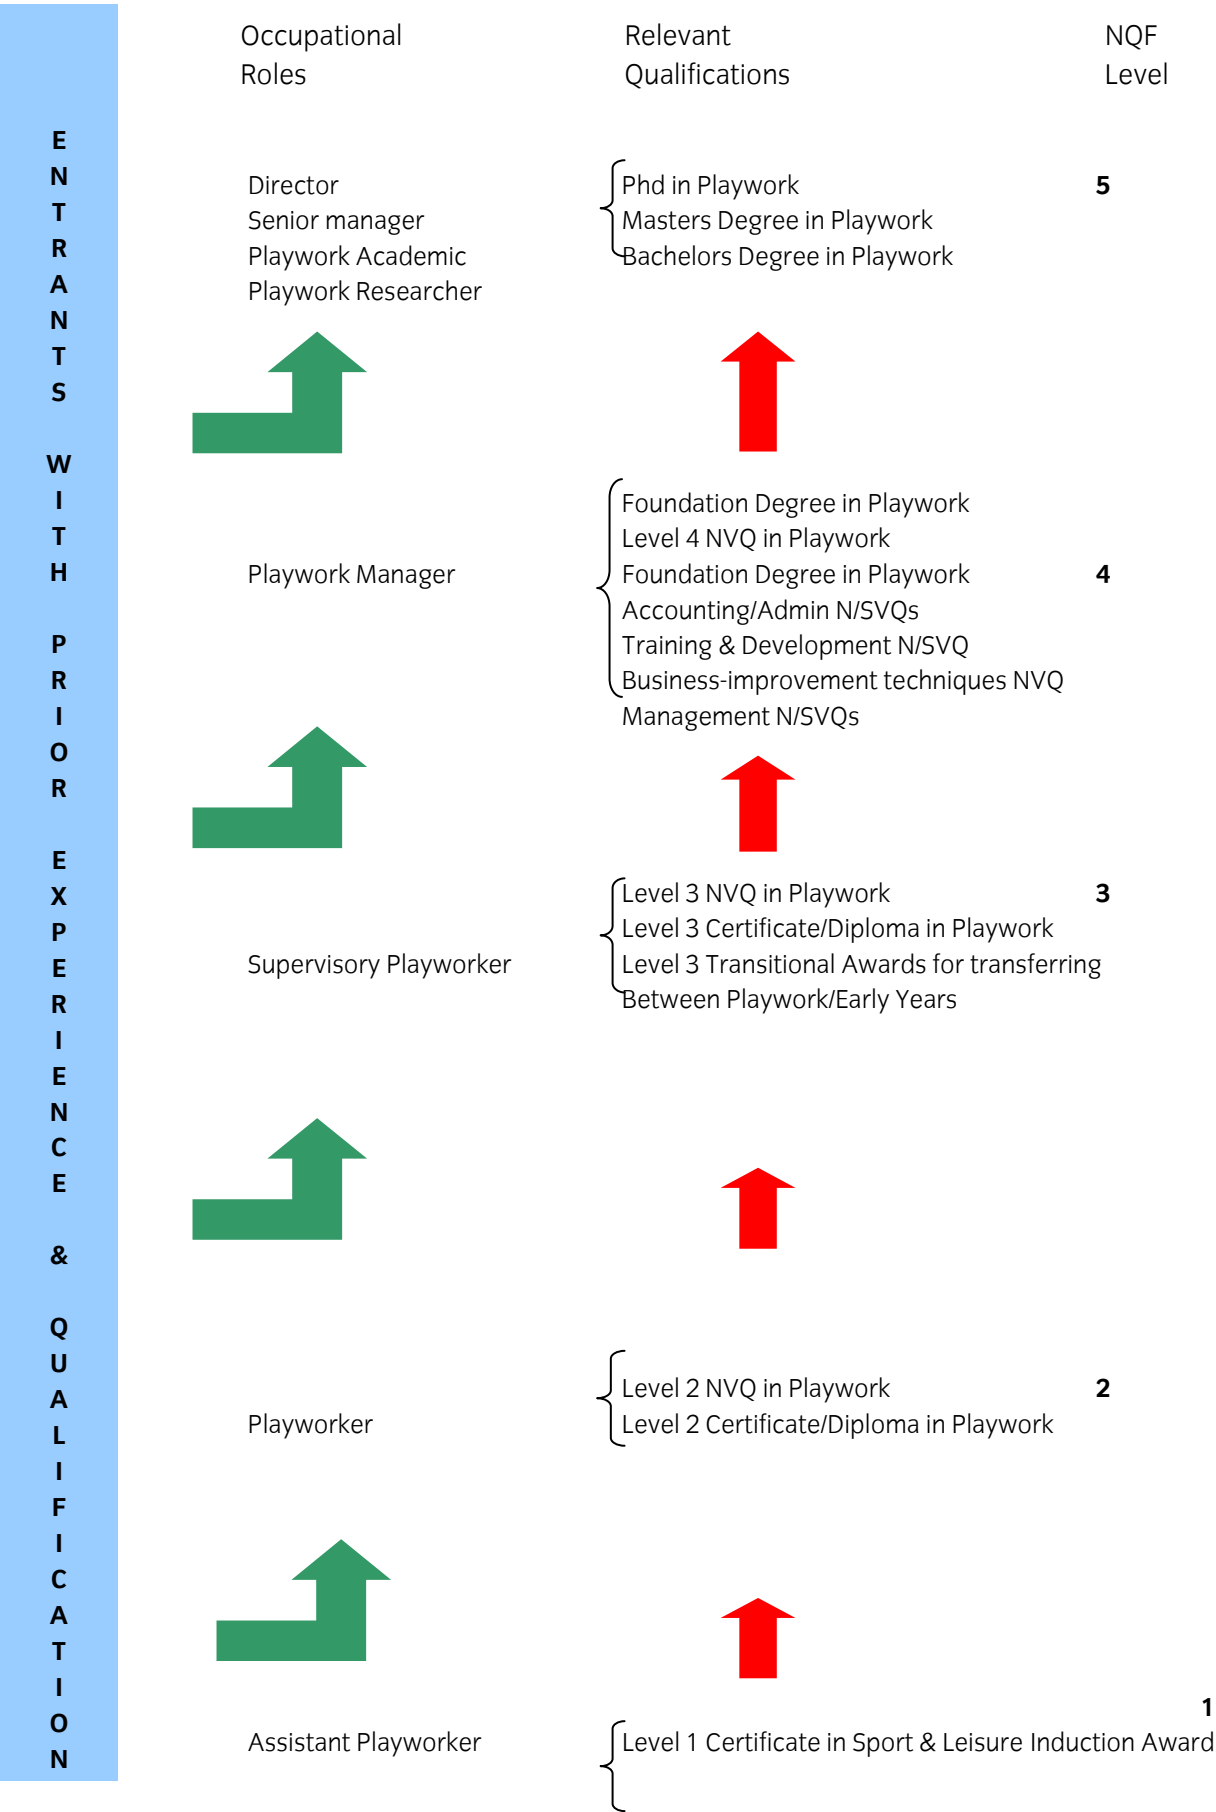 Occupational Roles
Relevant Qualifications
NQF Level
ENTRANTS WITH PRIOR EXPERIENCE & QUALIFICATION
Director
Senior manager
Playwork Academic
Playwork Researcher
Phd in Playwork
Masters Degree in Playwork
Bachelors Degree in Playwork
5
Playwork Manager
Foundation Degree in Playwork
Level 4 NVQ in Playwork
Foundation Degree in Playwork
Accounting/Admin N/SVQs
Training & Development N/SVQ
Business-improvement techniques NVQ
Management N/SVQs
4
Supervisory Playworker
Level 3 NVQ in Playwork
Level 3 Certificate/Diploma in Playwork
Level 3 Transitional Awards for transferring
Between Playwork/Early Years
3
Playworker
Level 2 NVQ in Playwork
Level 2 Certificate/Diploma in Playwork
2
Assistant Playworker
Level 1 Certificate in Sport & Leisure Induction Award
1